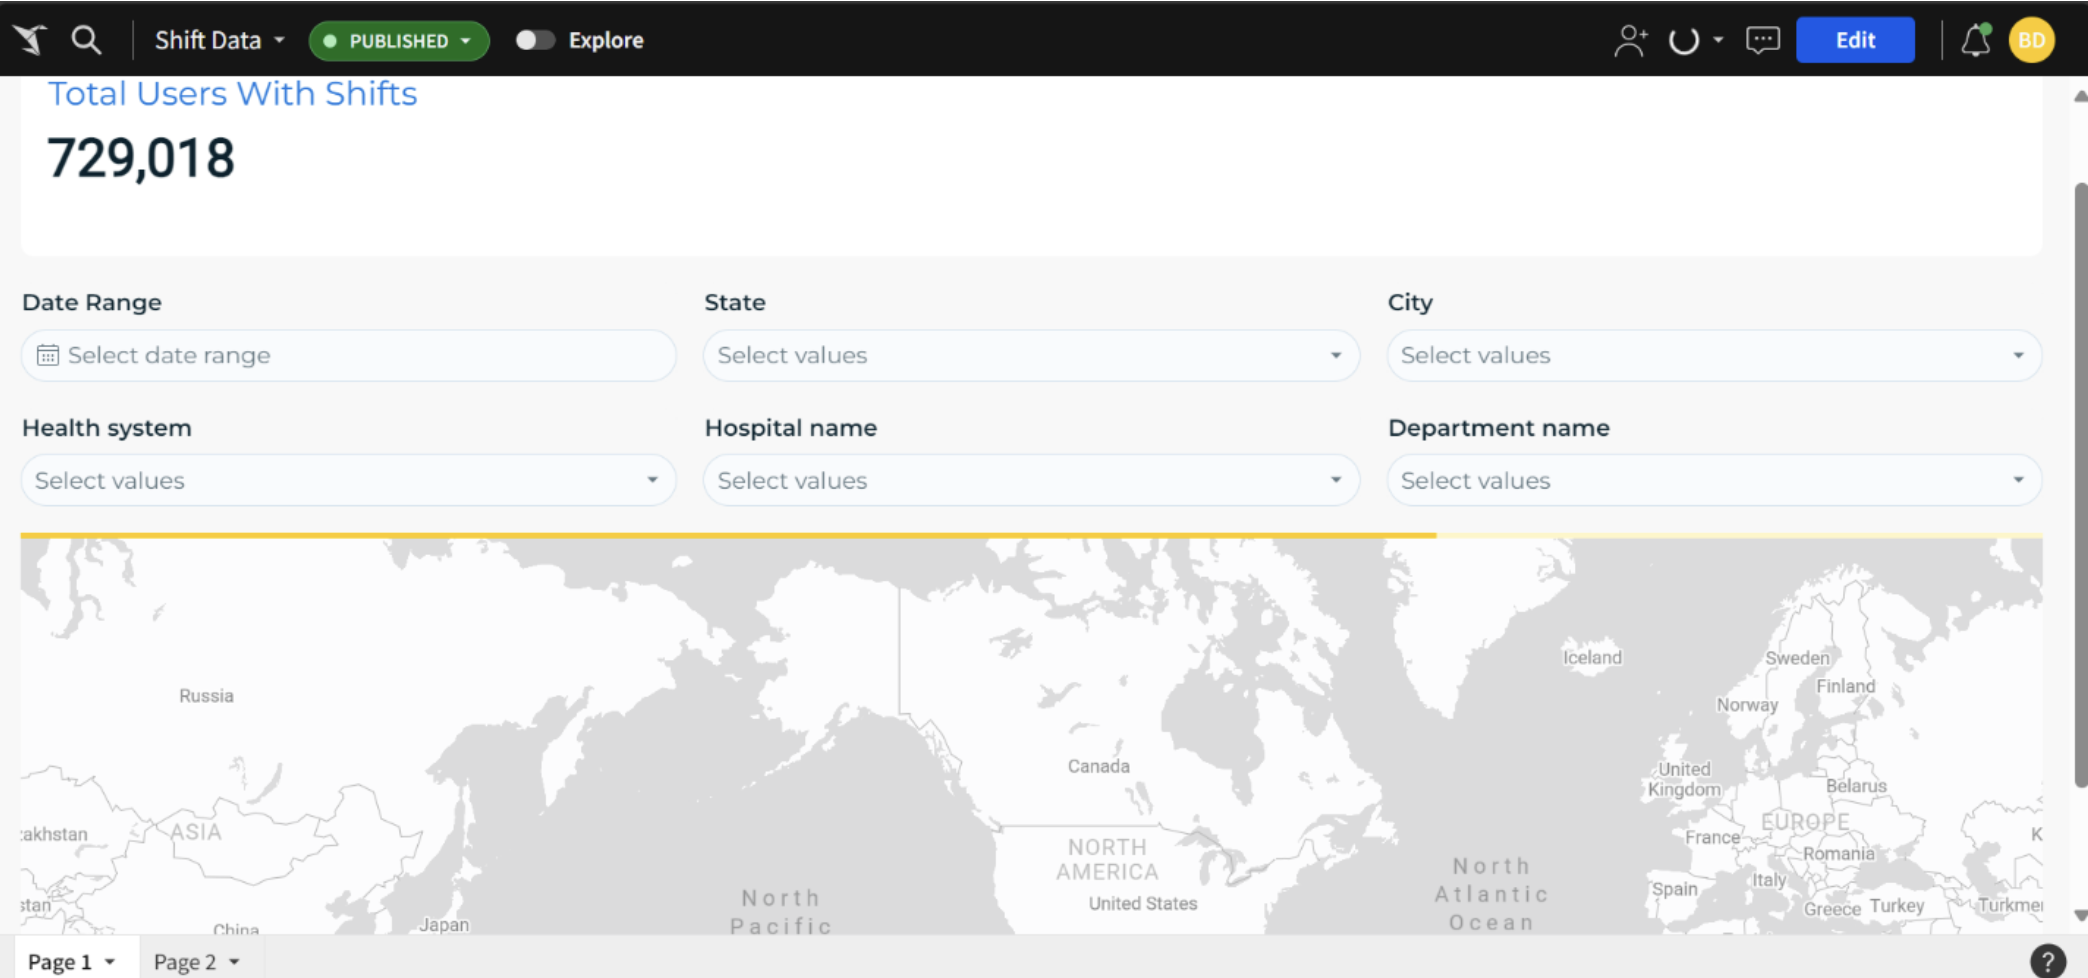 Shift Data PUBLISHED Explore Edit BD
Total Users With Shifts
729,018
Date Range State City
Select date range Select values Select values
Health system Hospital name Department name
Select values Select values Select values
Iceland
Sweden
Finland
Russia
Norway
Canada
United
Kingdom
Belarus
EUROPE
ASIA
akhstan
K
France
NORTH
AMERICA
Romania
North
Atlantic
Ocean
Italy
Spain
United States
stan
Greece Turkey Turkme
North
Pacific
Japan
China
Page 1 Page 2 ?